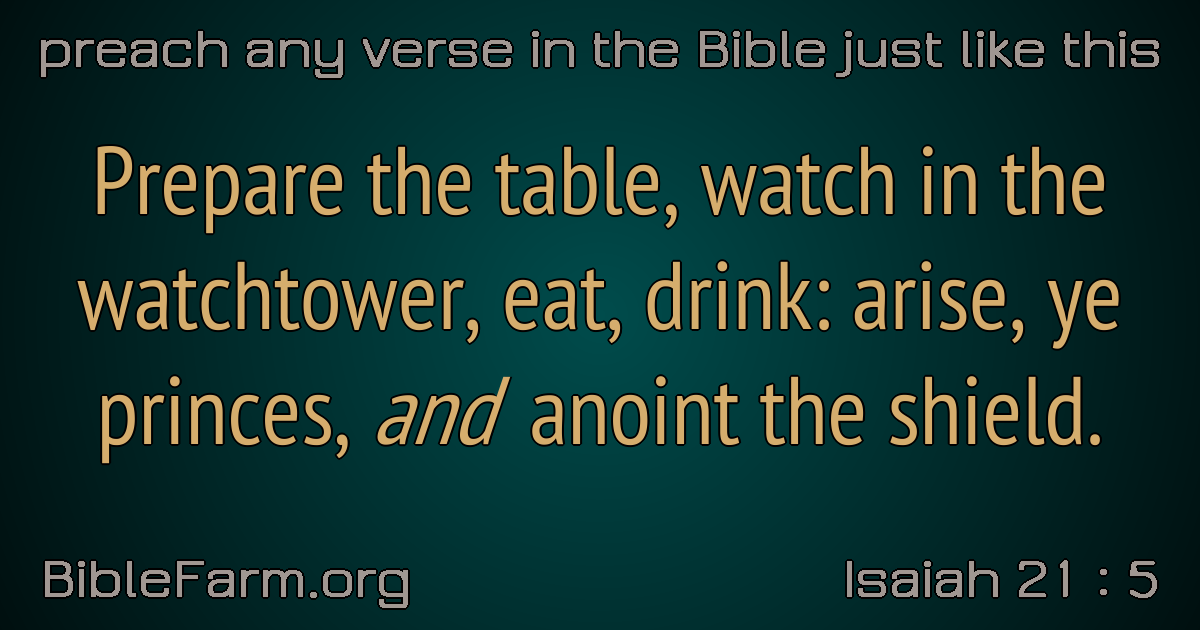 preach any verse in the Bible just like this
Prepare the table, watch in the
watchtower, eat, drink: arise, ye
princes, and anoint the shield.
BibleFarm.org
Isaiah 21 : 5